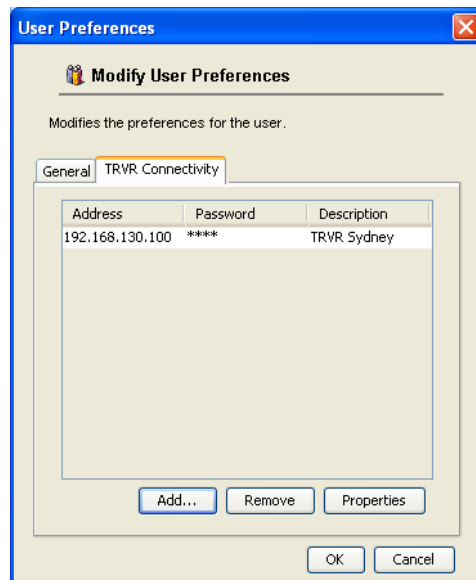 User Preferences
Modify User Preferences
Modifies the preferences for the user.
General TRVR Connectivity
Address Password Description
192.168.130.100 **** TRVR Sydney
Add... Remove Properties
OK Cancel